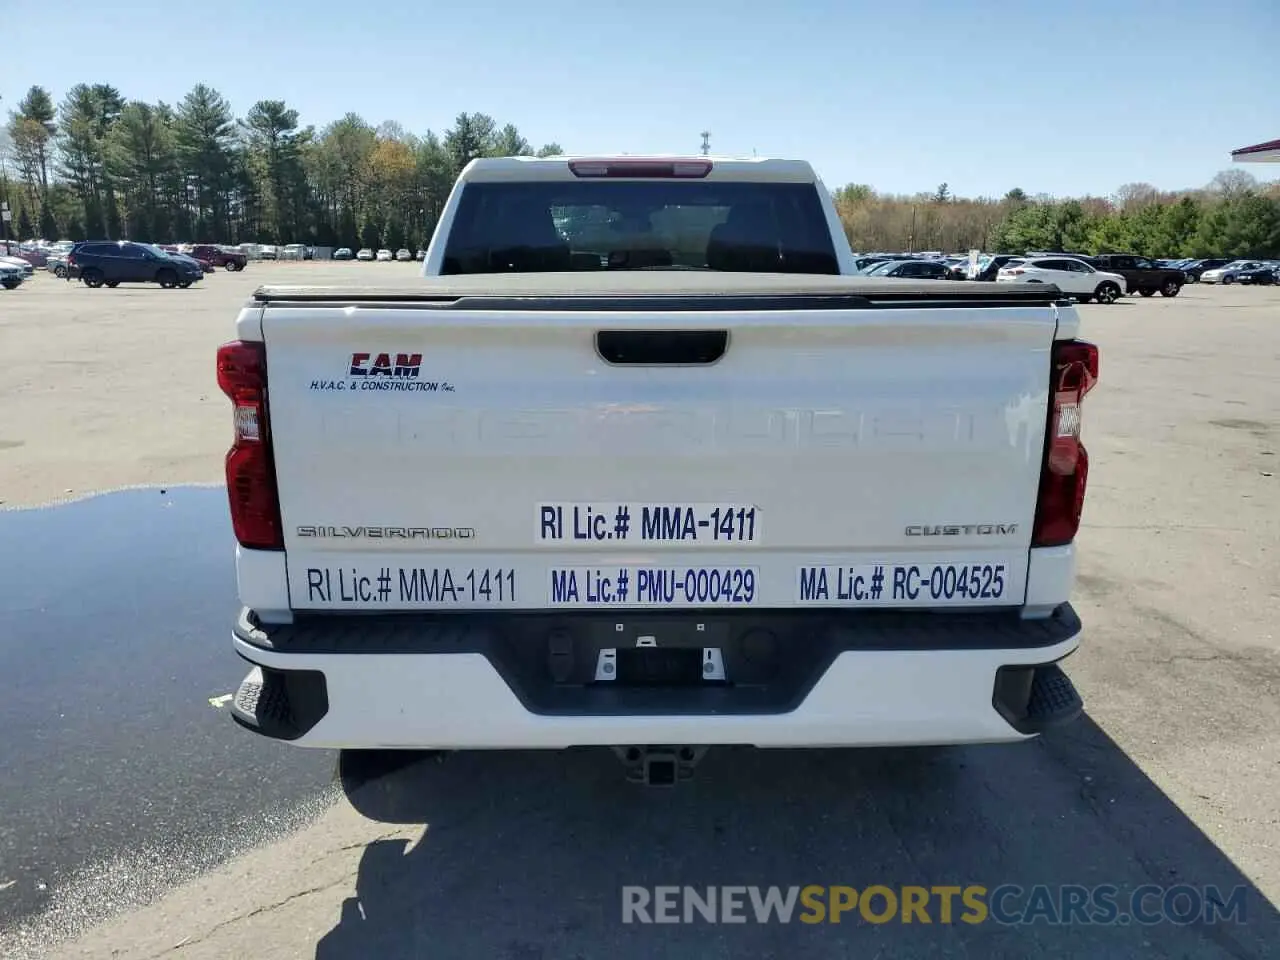 EAM
H.V.A.C. & CONSTRUCTION Inc.
RI Lic.# MMA-1411
SILVERADO
CUSTOM
RI Lic.# MMA-1411
MA Lic.# PMU-000429
MA Lic.# RC-004525
RENEWSPORTSCARS.COM